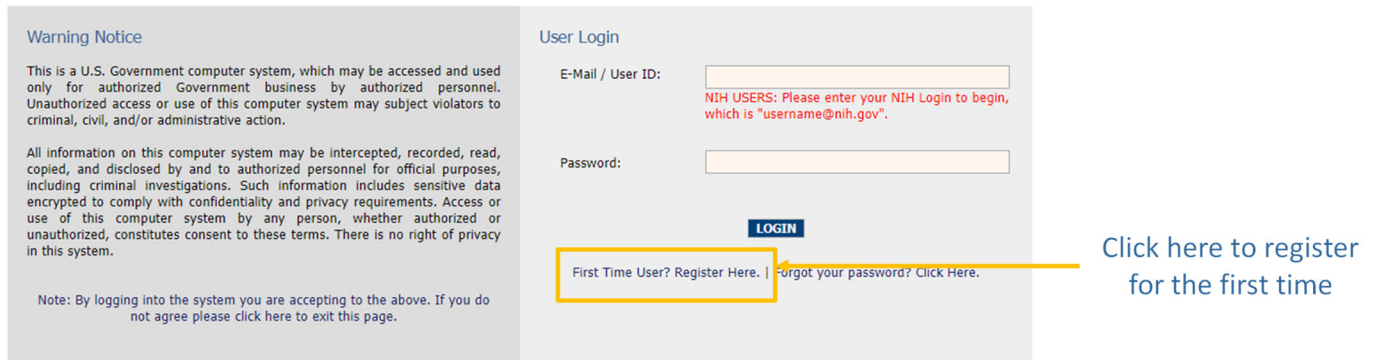 Warning Notice
This is a U.S. Government computer system, which may be accessed and used
only for authorized Government business by authorized personnel.
Unauthorized access or use of this computer system may subject violators to
criminal, civil, and/or administrative action.
All information on this computer system may be intercepted, recorded, read,
copied, and disclosed by and to authorized personnel for official purposes,
including criminal investigations. Such information includes sensitive data
encrypted to comply with confidentiality and privacy requirements. Access or
use of this computer system by any person, whether authorized or
unauthorized, constitutes consent to these terms. There is no right of privacy
in this system.
Note: By logging into the system you are accepting to the above. If you do
not agree please click here to exit this page.
User Login
E-Mail / User ID:
NIH USERS: Please enter your NIH Login to begin,
which is "username@nih.gov".
Password:
LOGIN
First Time User? Register Here. | Forgot your password? Click Here.
Click here to register
for the first time